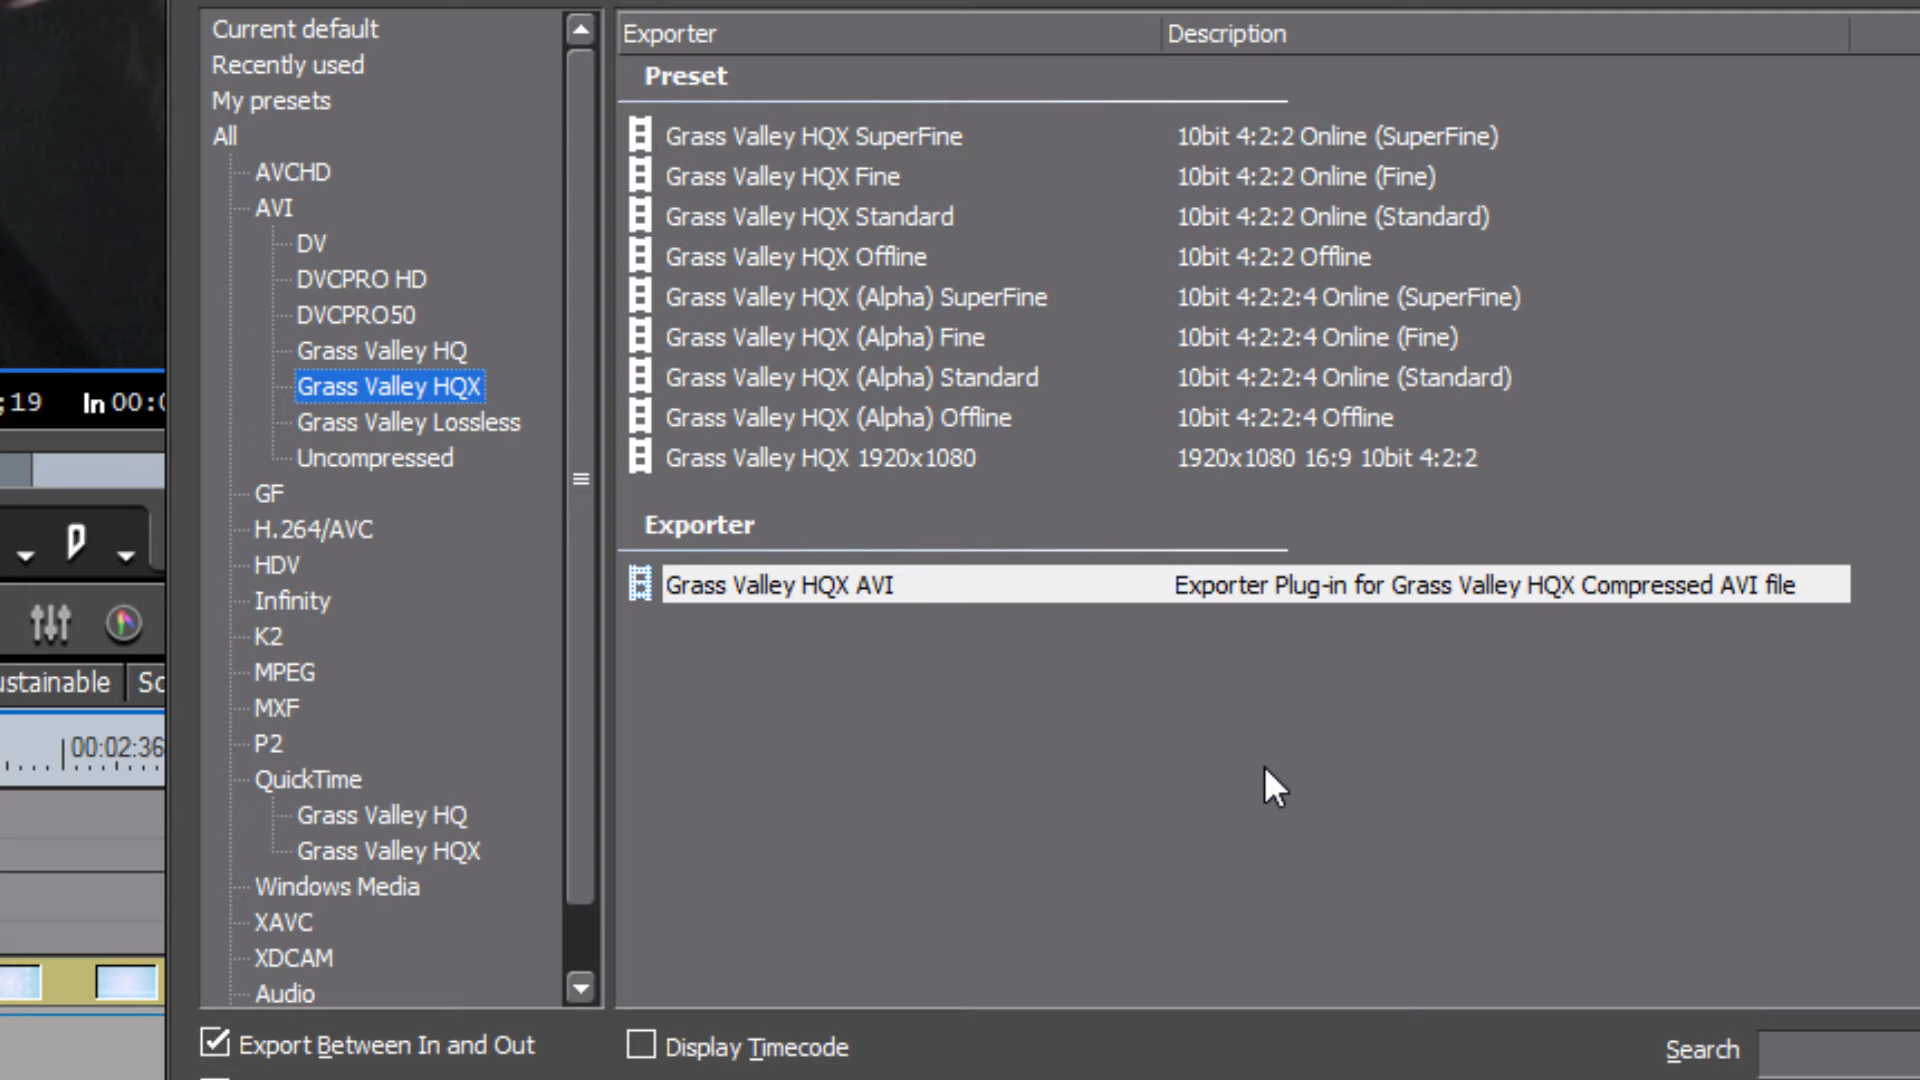 Current default
Recently used
My presets
All
AVCHD
AVI
DV
DVCPRO HD
DVCPRO50
Grass Valley HQ
Grass Valley HQX
Grass Valley Lossless
Uncompressed
GF
H.264/AVC
HDV
Infinity
K2
MPEG
MXF
P2
QuickTime
Grass Valley HQ
Grass Valley HQX
Windows Media
XAVC
XDCAM
Audio
Exporter Description
Preset
Grass Valley HQX SuperFine 10bit 4:2:2 Online (SuperFine)
Grass Valley HQX Fine 10bit 4:2:2 Online (Fine)
Grass Valley HQX Standard 10bit 4:2:2 Online (Standard)
Grass Valley HQX Offline 10bit 4:2:2 Offline
Grass Valley HQX (Alpha) SuperFine 10bit 4:2:2:4 Online (SuperFine)
Grass Valley HQX (Alpha) Fine 10bit 4:2:2:4 Online (Fine)
Grass Valley HQX (Alpha) Standard 10bit 4:2:2:4 Online (Standard)
Grass Valley HQX (Alpha) Offline 10bit 4:2:2:4 Offline
Grass Valley HQX 1920x1080 1920x1080 16:9 10bit 4:2:2
Exporter
Grass Valley HQX AVI Exporter Plug-in for Grass Valley HQX Compressed AVI file
Export Between In and Out
Display Timecode
Search
;19 In 00:0
ustainable Sc
00:02:36